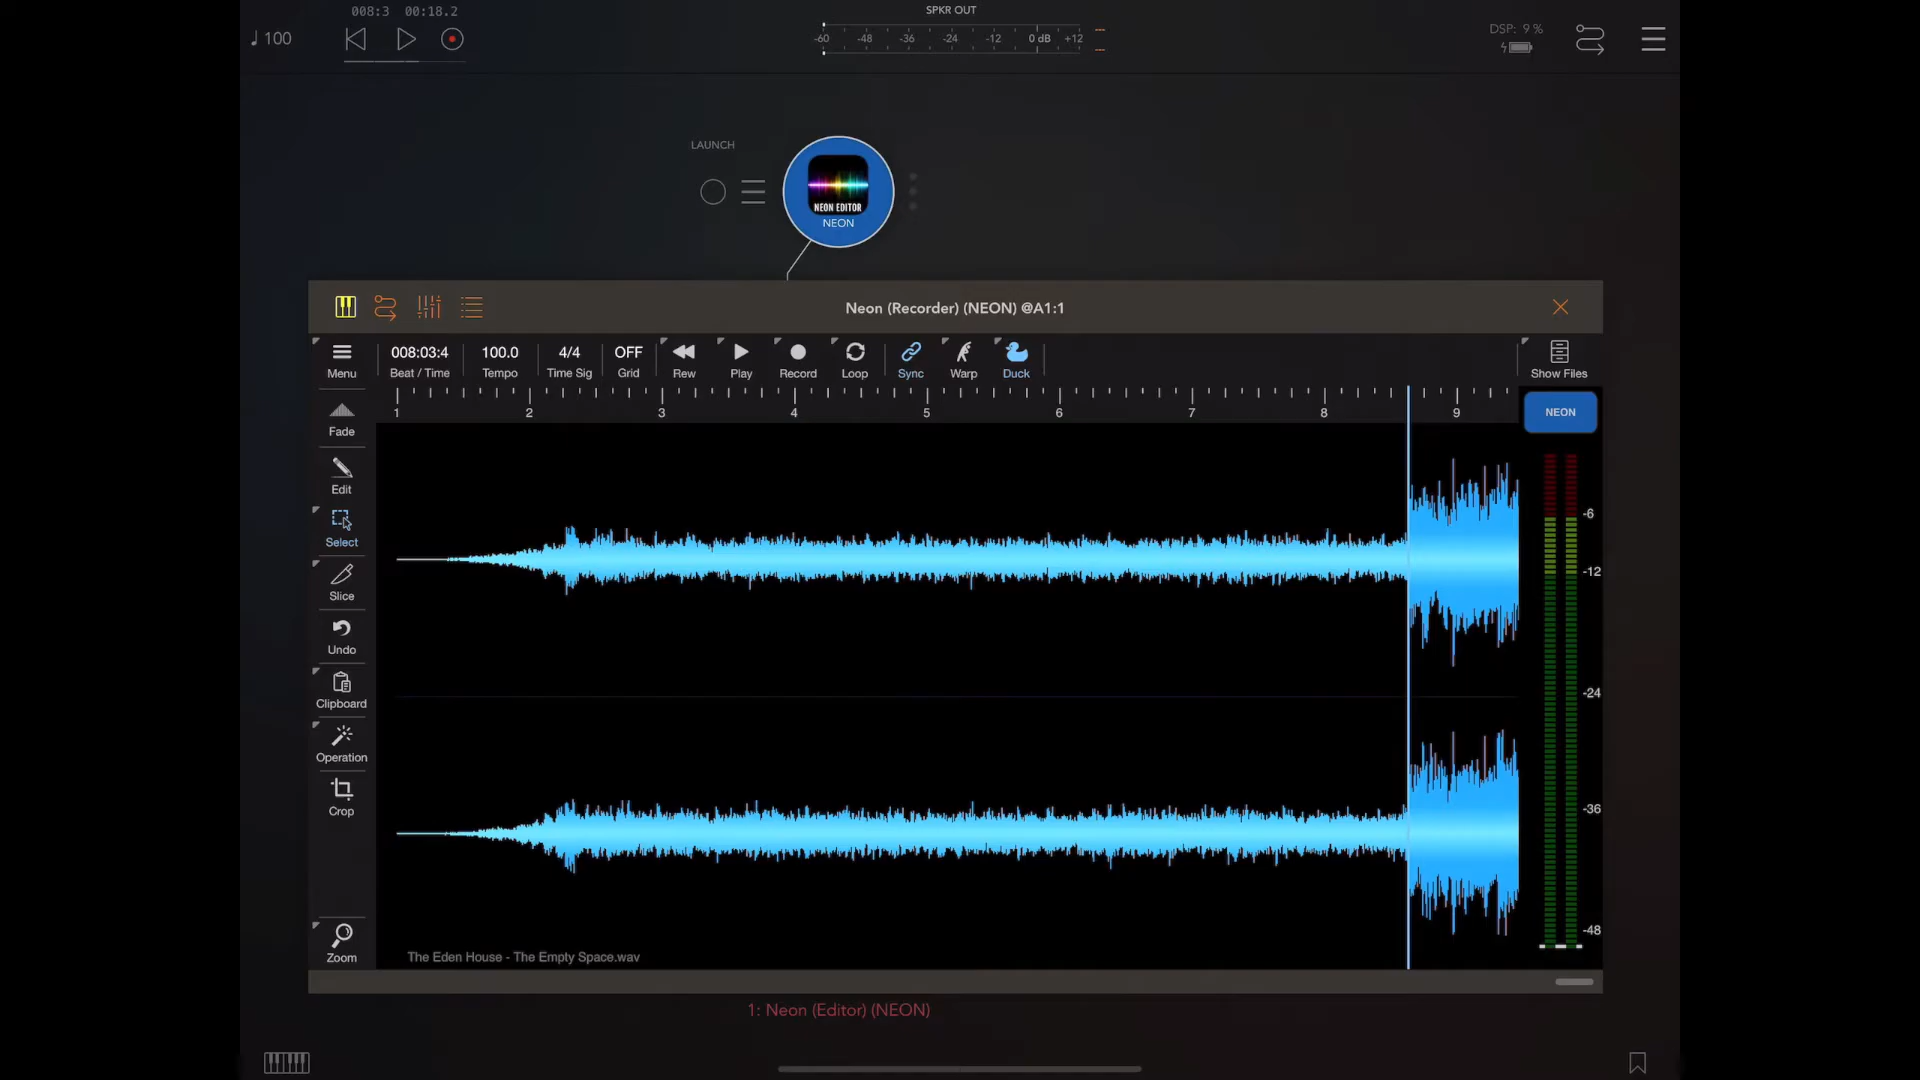 008:3 00:18.2
SPKR OUT
♩ 100
-60 -48 -36 -24 -12 0 dB +12
DSP: 9 %
LAUNCH
NEON EDITOR
NEON
Neon (Recorder) (NEON) @A1:1
Menu
008:03:4
Beat / Time
100.0
Tempo
4/4
Time Sig
OFF
Grid
Rew
Play
Record
Loop
Sync
Warp
Duck
Show Files
1 2 3 4 5 6 7 8 9
NEON
Fade
Edit
Select
Slice
Undo
Clipboard
Operation
Crop
Zoom
-6
-12
-24
-36
-48
The Eden House - The Empty Space.wav
1: Neon (Editor) (NEON)